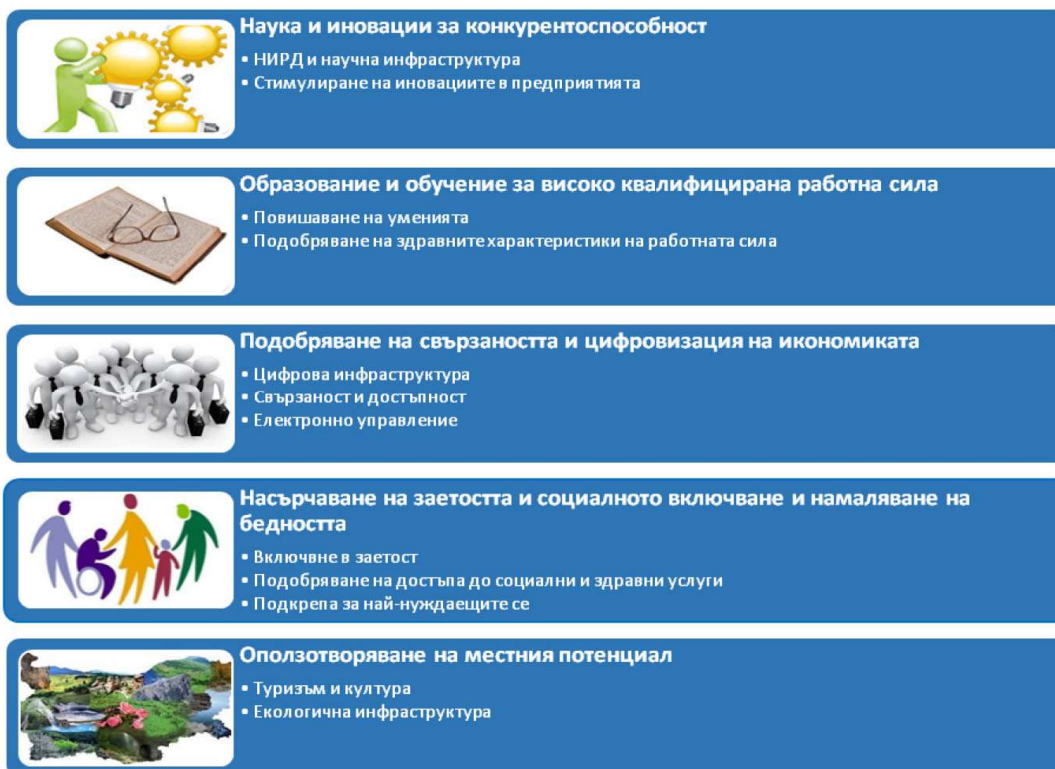 Наука и иновации за конкурентоспособност
• НИРД и научна инфраструктура
• Стимулиране на иновациите в предприятията
Образование и обучение за високо квалифицирана работна сила
• Повишаване на уменията
• Подобряване на здравните характеристики на работната сила
Подобряване на свързаността и цифровизация на икономиката
• Цифрова инфраструктура
• Свързаност и достъпност
• Електронно управление
Насърчаване на заетостта и социалното включване и намаляване на
бедността
• Включвне в заетост
• Подобряване на достъпа до социални и здравни услуги
• Подкрепа за най-нуждаещите се
Оползотворяване на местния потенциал
• Туризъм и култура
• Екологична инфраструктура